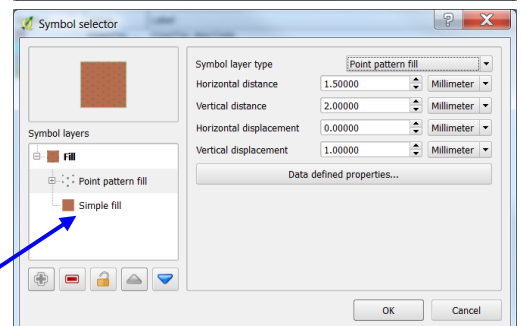 Symbol selector
Symbol layer type Point pattern fill
Horizontal distance 1.50000 Millimeter
Vertical distance 2.00000 Millimeter
Horizontal displacement 0.00000 Millimeter
Vertical displacement 1.00000 Millimeter
Data defined properties...
Symbol layers
Fill
Point pattern fill
Simple fill
OK Cancel